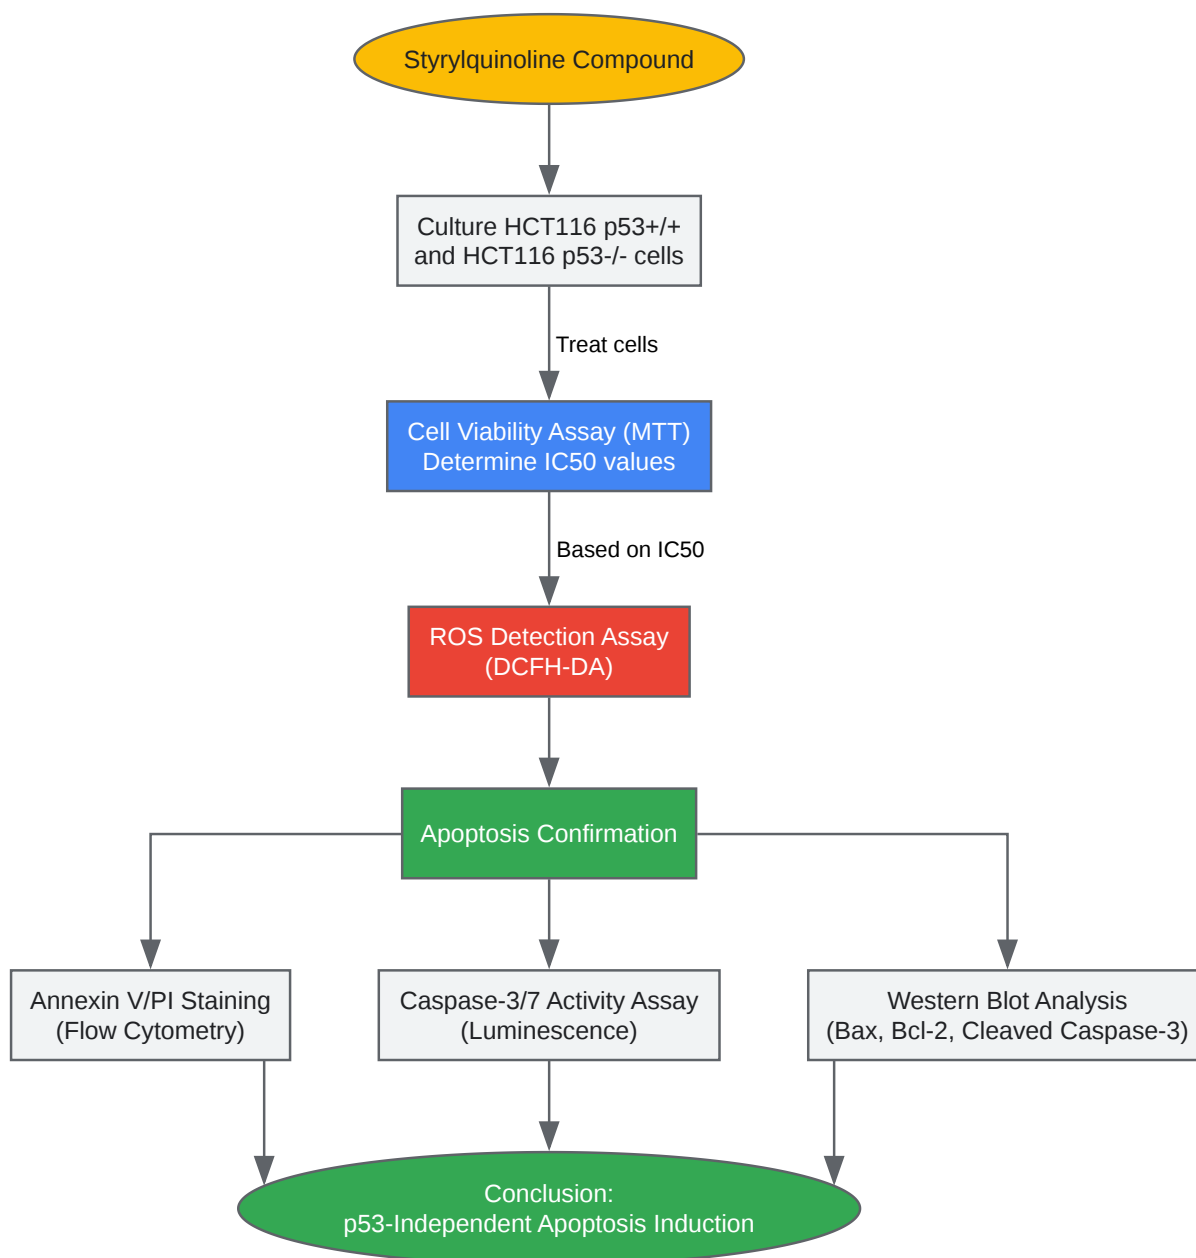 Styrylquinoline Compound
Culture HCT116 p53+/+
and HCT116 p53-/- cells
Treat cells
Cell Viability Assay (MTT)
Determine IC50 values
Based on IC50
ROS Detection Assay
(DCFH-DA)
Apoptosis Confirmation
Annexin V/PI Staining
(Flow Cytometry)
Caspase-3/7 Activity Assay
(Luminescence)
Western Blot Analysis
(Bax, Bcl-2, Cleaved Caspase-3)
Conclusion:
p53-Independent Apoptosis Induction